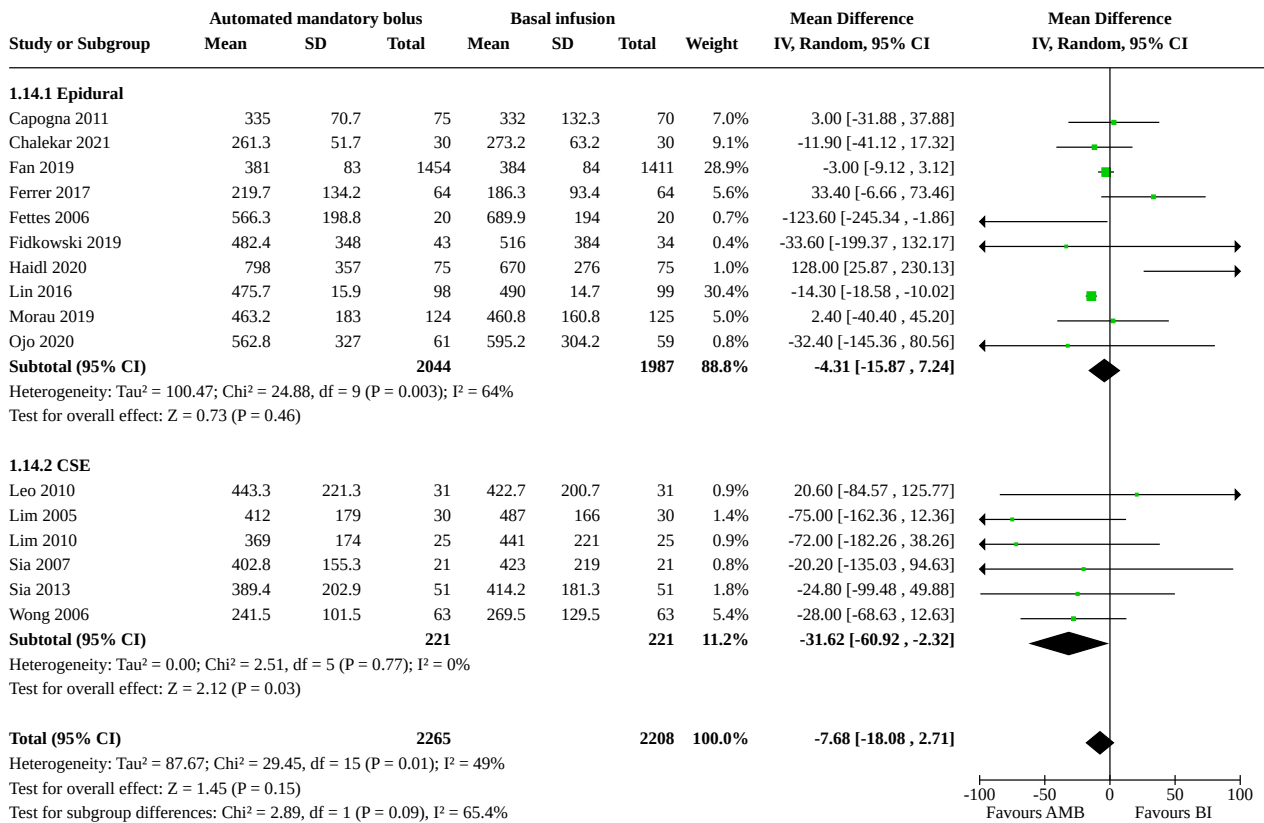 Automated mandatory bolus Basal infusion Mean Difference Mean Difference
Study or Subgroup Mean SD Total Mean SD Total Weight IV, Random, 95% CI IV, Random, 95% CI
1.14.1 Epidural
Capogna 2011 335 70.7 75 332 132.3 70 7.0% 3.00 [-31.88 , 37.88]
Chalekar 2021 261.3 51.7 30 273.2 63.2 30 9.1% -11.90 [-41.12 , 17.32]
Fan 2019 381 83 1454 384 84 1411 28.9% -3.00 [-9.12 , 3.12]
Ferrer 2017 219.7 134.2 64 186.3 93.4 64 5.6% 33.40 [-6.66 , 73.46]
Fettes 2006 566.3 198.8 20 689.9 194 20 0.7% -123.60 [-245.34 , -1.86]
Fidkowski 2019 482.4 348 43 516 384 34 0.4% -33.60 [-199.37 , 132.17]
Haidl 2020 798 357 75 670 276 75 1.0% 128.00 [25.87 , 230.13]
Lin 2016 475.7 15.9 98 490 14.7 99 30.4% -14.30 [-18.58 , -10.02]
Morau 2019 463.2 183 124 460.8 160.8 125 5.0% 2.40 [-40.40 , 45.20]
Ojo 2020 562.8 327 61 595.2 304.2 59 0.8% -32.40 [-145.36 , 80.56]
Subtotal (95% CI) 2044 1987 88.8% -4.31 [-15.87 , 7.24]
Heterogeneity: Tau² = 100.47; Chi² = 24.88, df = 9 (P = 0.003); I² = 64%
Test for overall effect: Z = 0.73 (P = 0.46)
1.14.2 CSE
Leo 2010 443.3 221.3 31 422.7 200.7 31 0.9% 20.60 [-84.57 , 125.77]
Lim 2005 412 179 30 487 166 30 1.4% -75.00 [-162.36 , 12.36]
Lim 2010 369 174 25 441 221 25 0.9% -72.00 [-182.26 , 38.26]
Sia 2007 402.8 155.3 21 423 219 21 0.8% -20.20 [-135.03 , 94.63]
Sia 2013 389.4 202.9 51 414.2 181.3 51 1.8% -24.80 [-99.48 , 49.88]
Wong 2006 241.5 101.5 63 269.5 129.5 63 5.4% -28.00 [-68.63 , 12.63]
Subtotal (95% CI) 221 221 11.2% -31.62 [-60.92 , -2.32]
Heterogeneity: Tau² = 0.00; Chi² = 2.51, df = 5 (P = 0.77); I² = 0%
Test for overall effect: Z = 2.12 (P = 0.03)
Total (95% CI) 2265 2208 100.0% -7.68 [-18.08 , 2.71]
Heterogeneity: Tau² = 87.67; Chi² = 29.45, df = 15 (P = 0.01); I² = 49%
Test for overall effect: Z = 1.45 (P = 0.15)
Test for subgroup differences: Chi² = 2.89, df = 1 (P = 0.09), I² = 65.4%
-100 -50 0 50 100
Favours AMB Favours BI